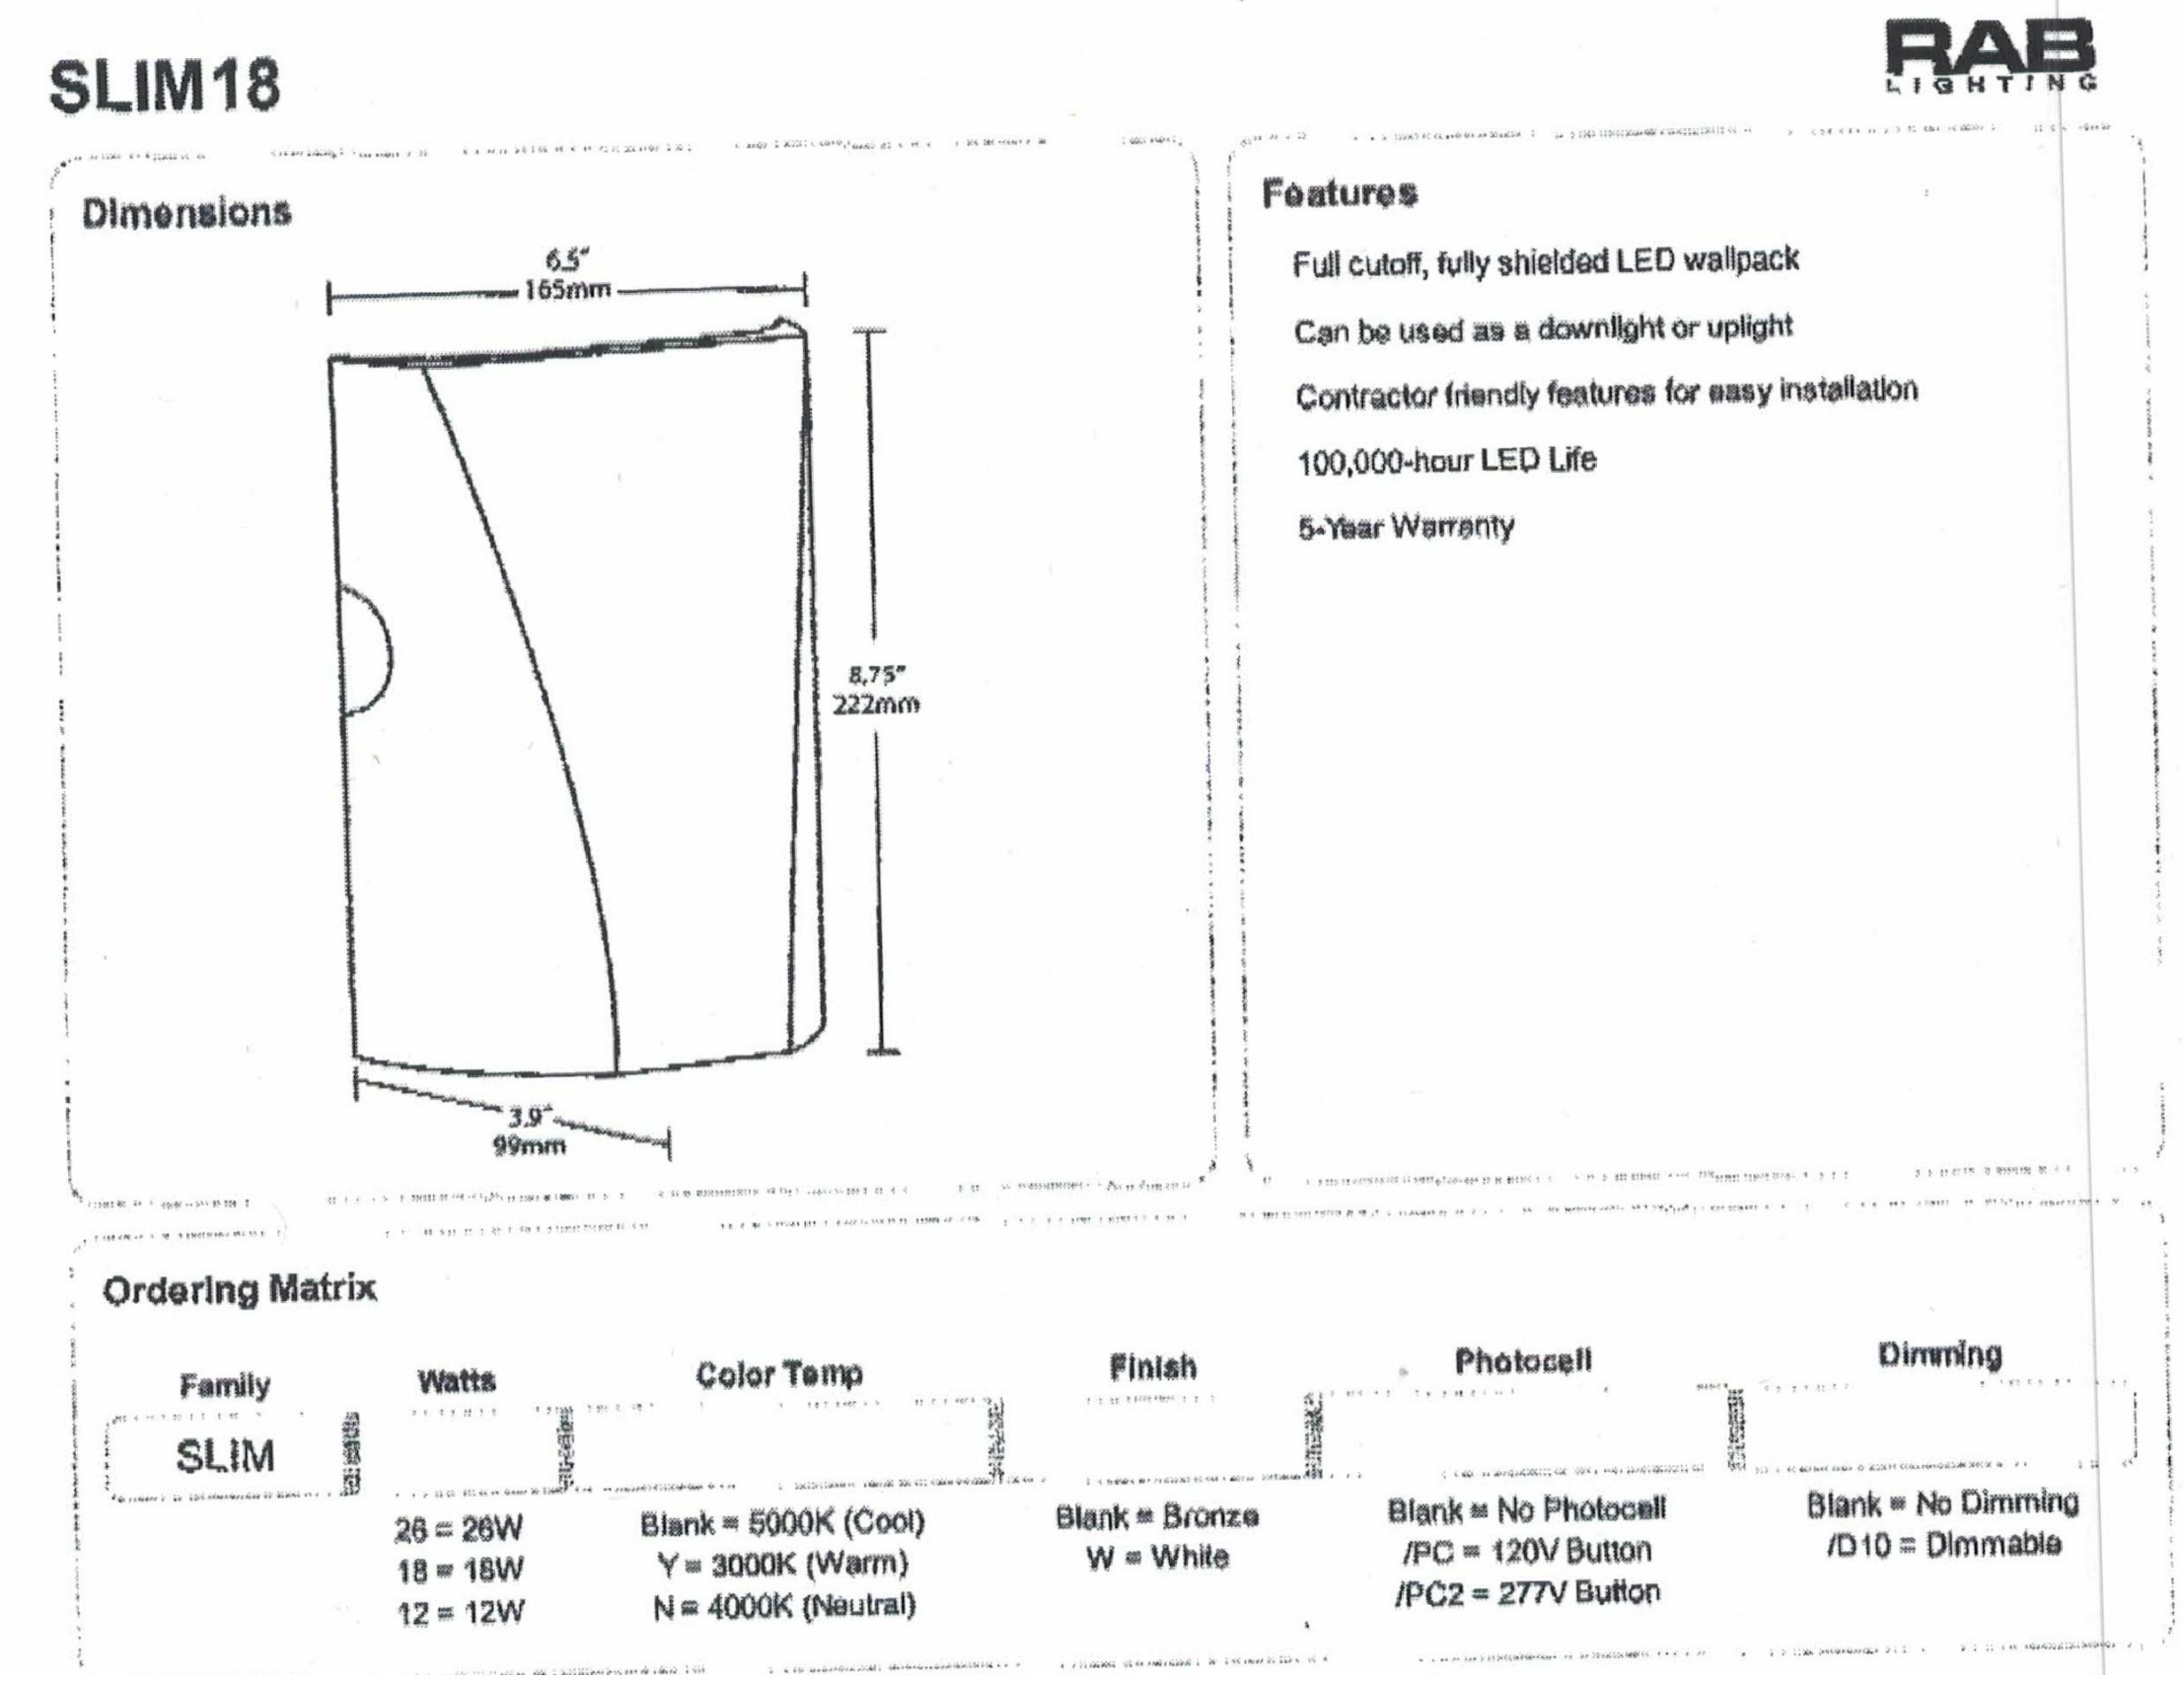 SLIM18
RAB
LIGHTING
Dimensions
6.5"
165mm
8.75"
222mm
3.9"
99mm
Features
Full cutoff, fully shielded LED wallpack
Can be used as a downlight or uplight
Contractor friendly features for easy installation
100,000-hour LED Life
5-Year Warranty
Ordering Matrix
Family
Watts
Color Temp
Finish
Photocell
Dimming
SLIM
26 = 26W
18 = 18W
12 = 12W
Blank = 5000K (Cool)
Y = 3000K (Warm)
N = 4000K (Neutral)
Blank = Bronze
W = White
Blank = No Photocell
/PC = 120V Button
/PC2 = 277V Button
Blank = No Dimming
/D10 = Dimmable